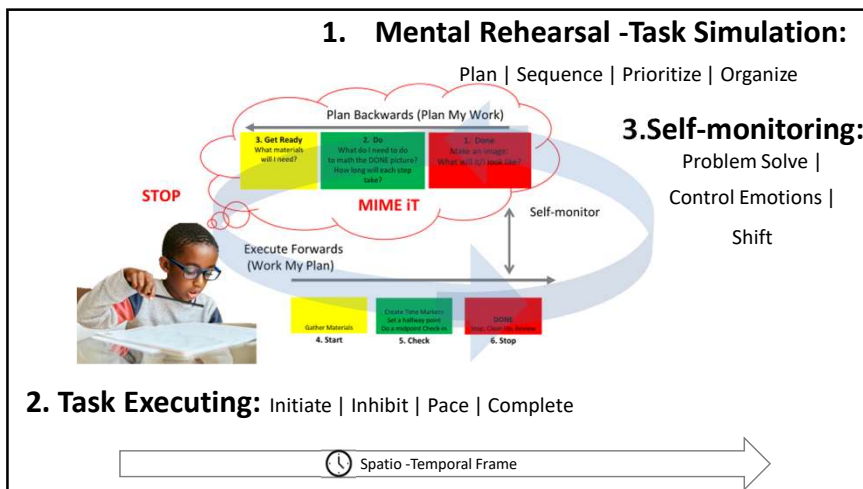 1. Mental Rehearsal -Task Simulation:
Plan | Sequence | Prioritize | Organize
Plan Backwards (Plan My Work)
3. Get Ready
What materials
will I need?
2. Do
What do I need to do
to math the DONE picture?
How long will each step
take?
1. Done
Make an image:
What will it/I look like?
MIME iT
STOP
3.Self-monitoring:
Problem Solve |
Control Emotions |
Shift
Self-monitor
Execute Forwards
(Work My Plan)
Gather Materials
4. Start
Create Time Markers
Set a halfway point
Do a midpoint Check-in
5. Check
DONE
Stop, Clean Up, Review
6. Stop
2. Task Executing: Initiate | Inhibit | Pace | Complete
Spatio -Temporal Frame